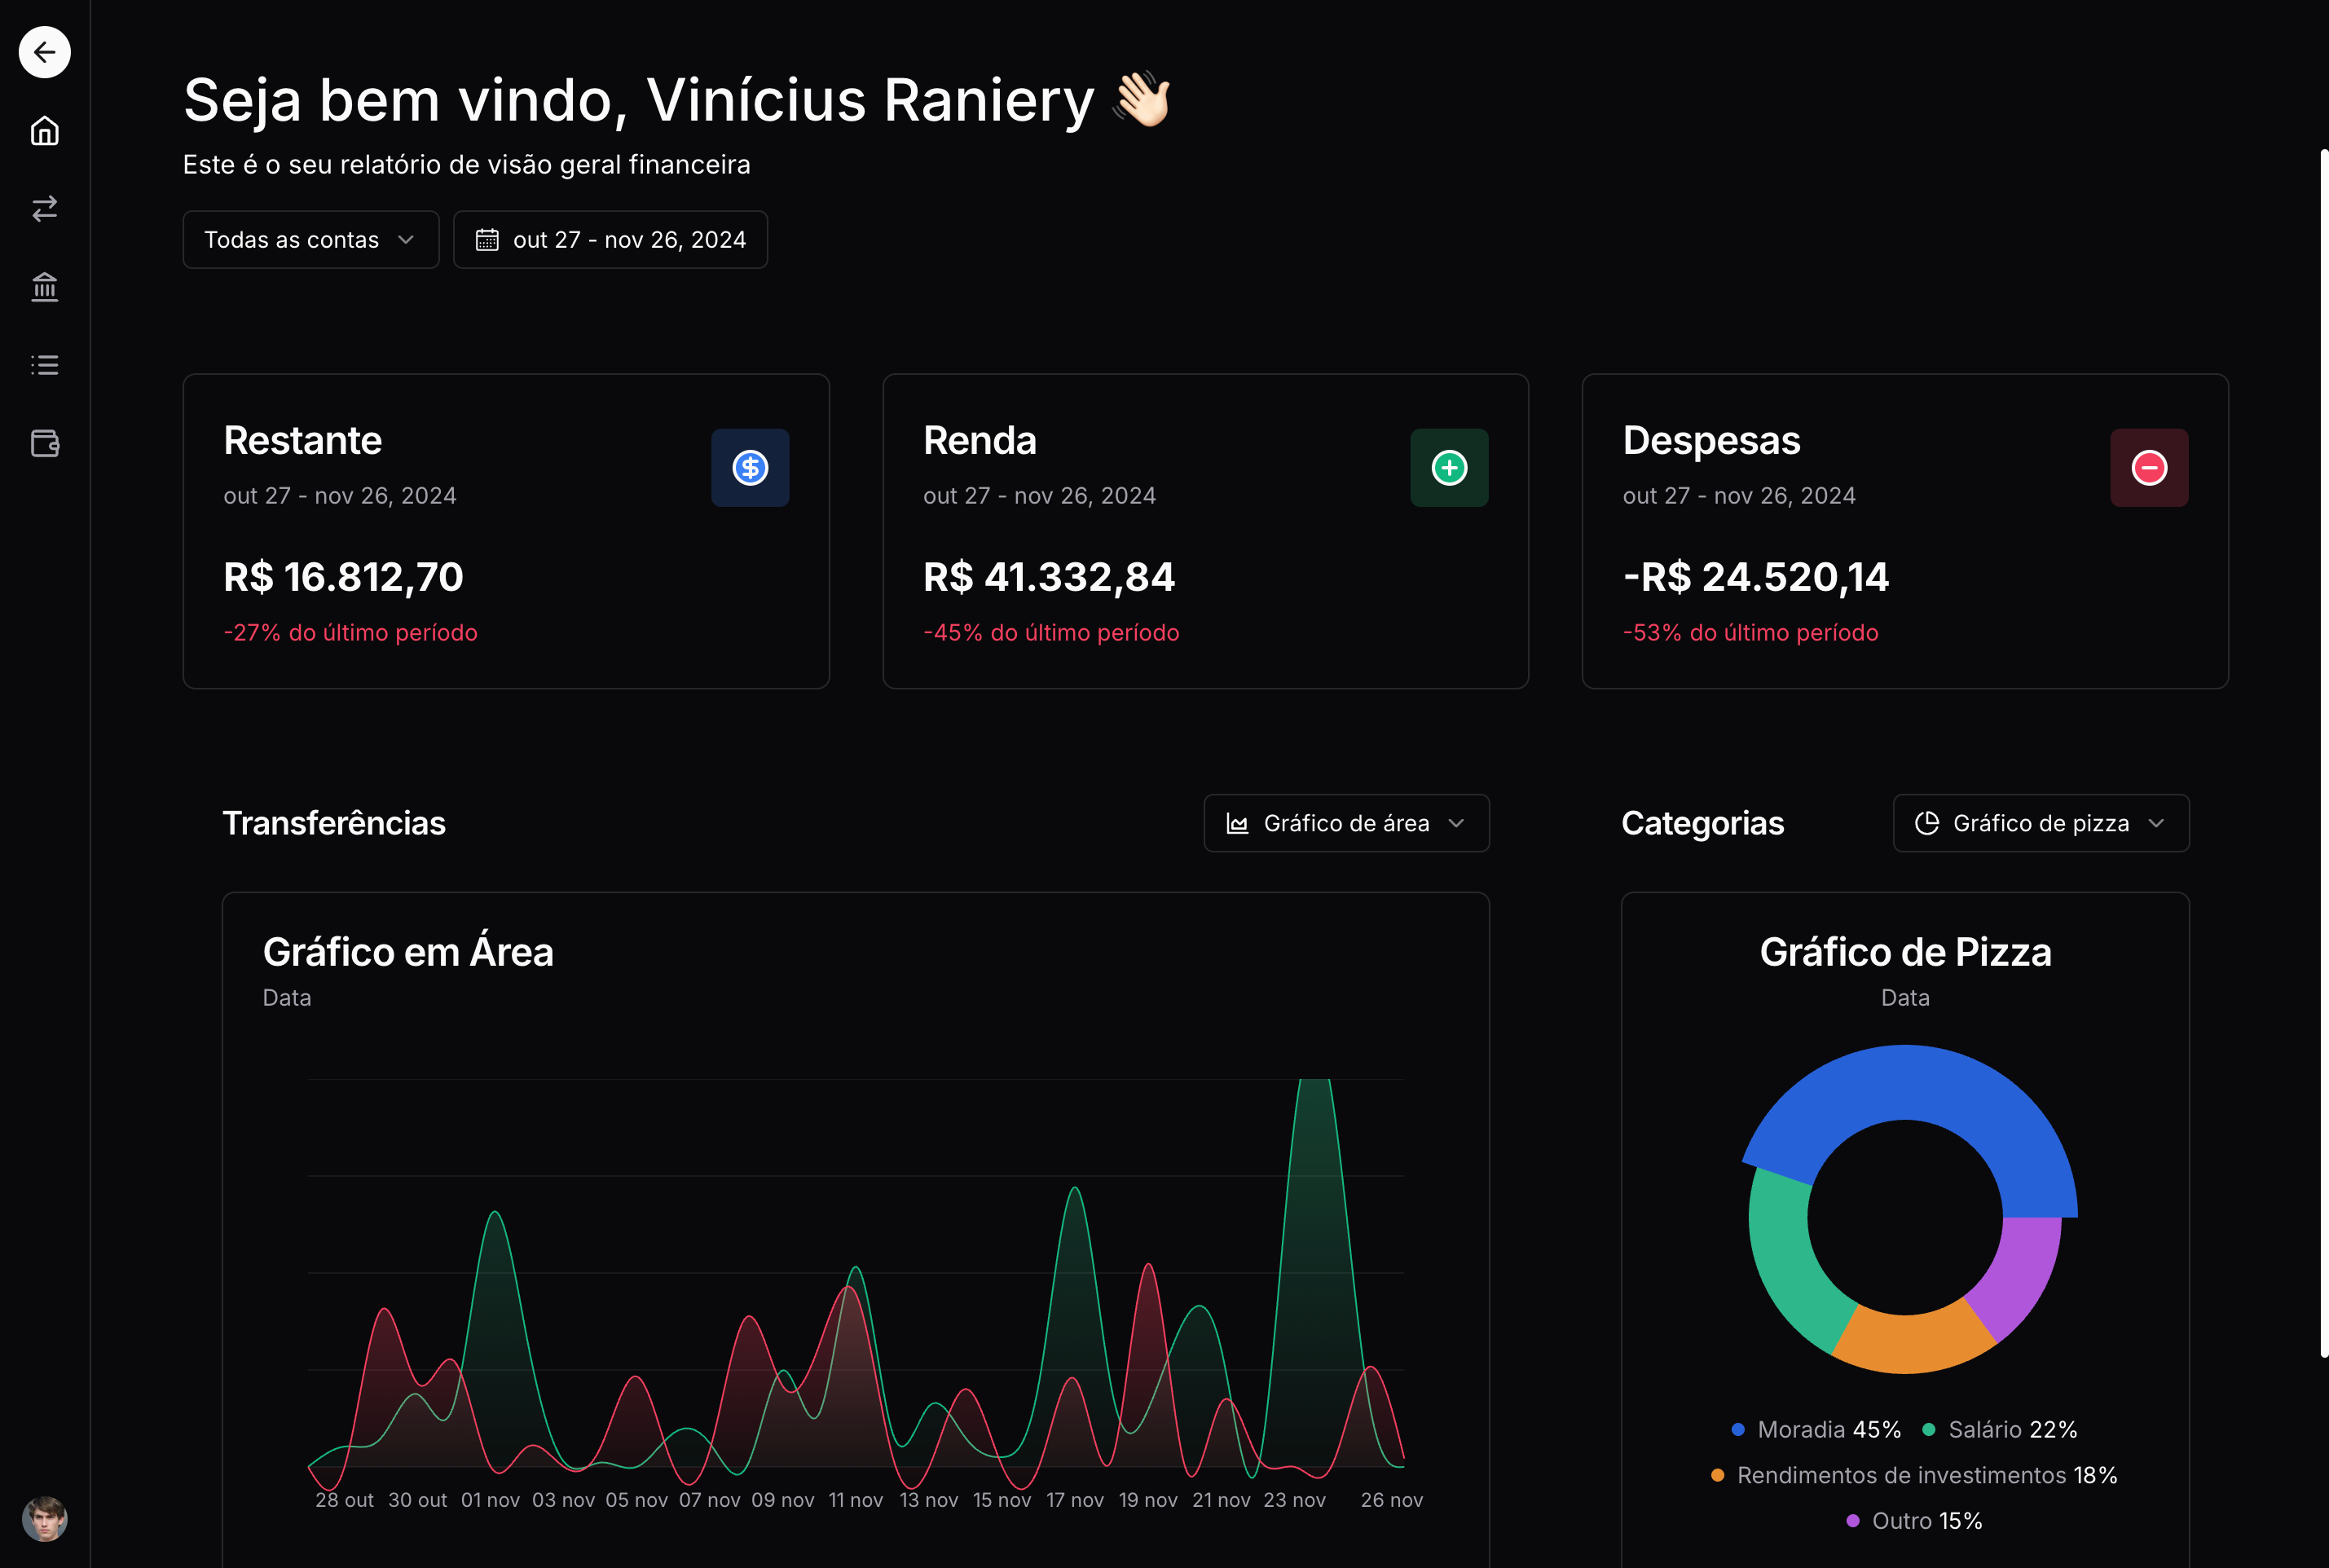 Seja bem vindo, Vinícius Raniery 👋🏻
Este é o seu relatório de visão geral financeira
Todas as contas
out 27 - nov 26, 2024
Restante
out 27 - nov 26, 2024
R$ 16.812,70
-27% do último período
Renda
out 27 - nov 26, 2024
R$ 41.332,84
-45% do último período
Despesas
out 27 - nov 26, 2024
-R$ 24.520,14
-53% do último período
Transferências
Gráfico de área
Gráfico em Área
Data
28 out 30 out 01 nov 03 nov 05 nov 07 nov 09 nov 11 nov 13 nov 15 nov 17 nov 19 nov 21 nov 23 nov 26 nov
Categorias
Gráfico de pizza
Gráfico de Pizza
Data
Moradia 45% Salário 22%
Rendimentos de investimentos 18%
Outro 15%